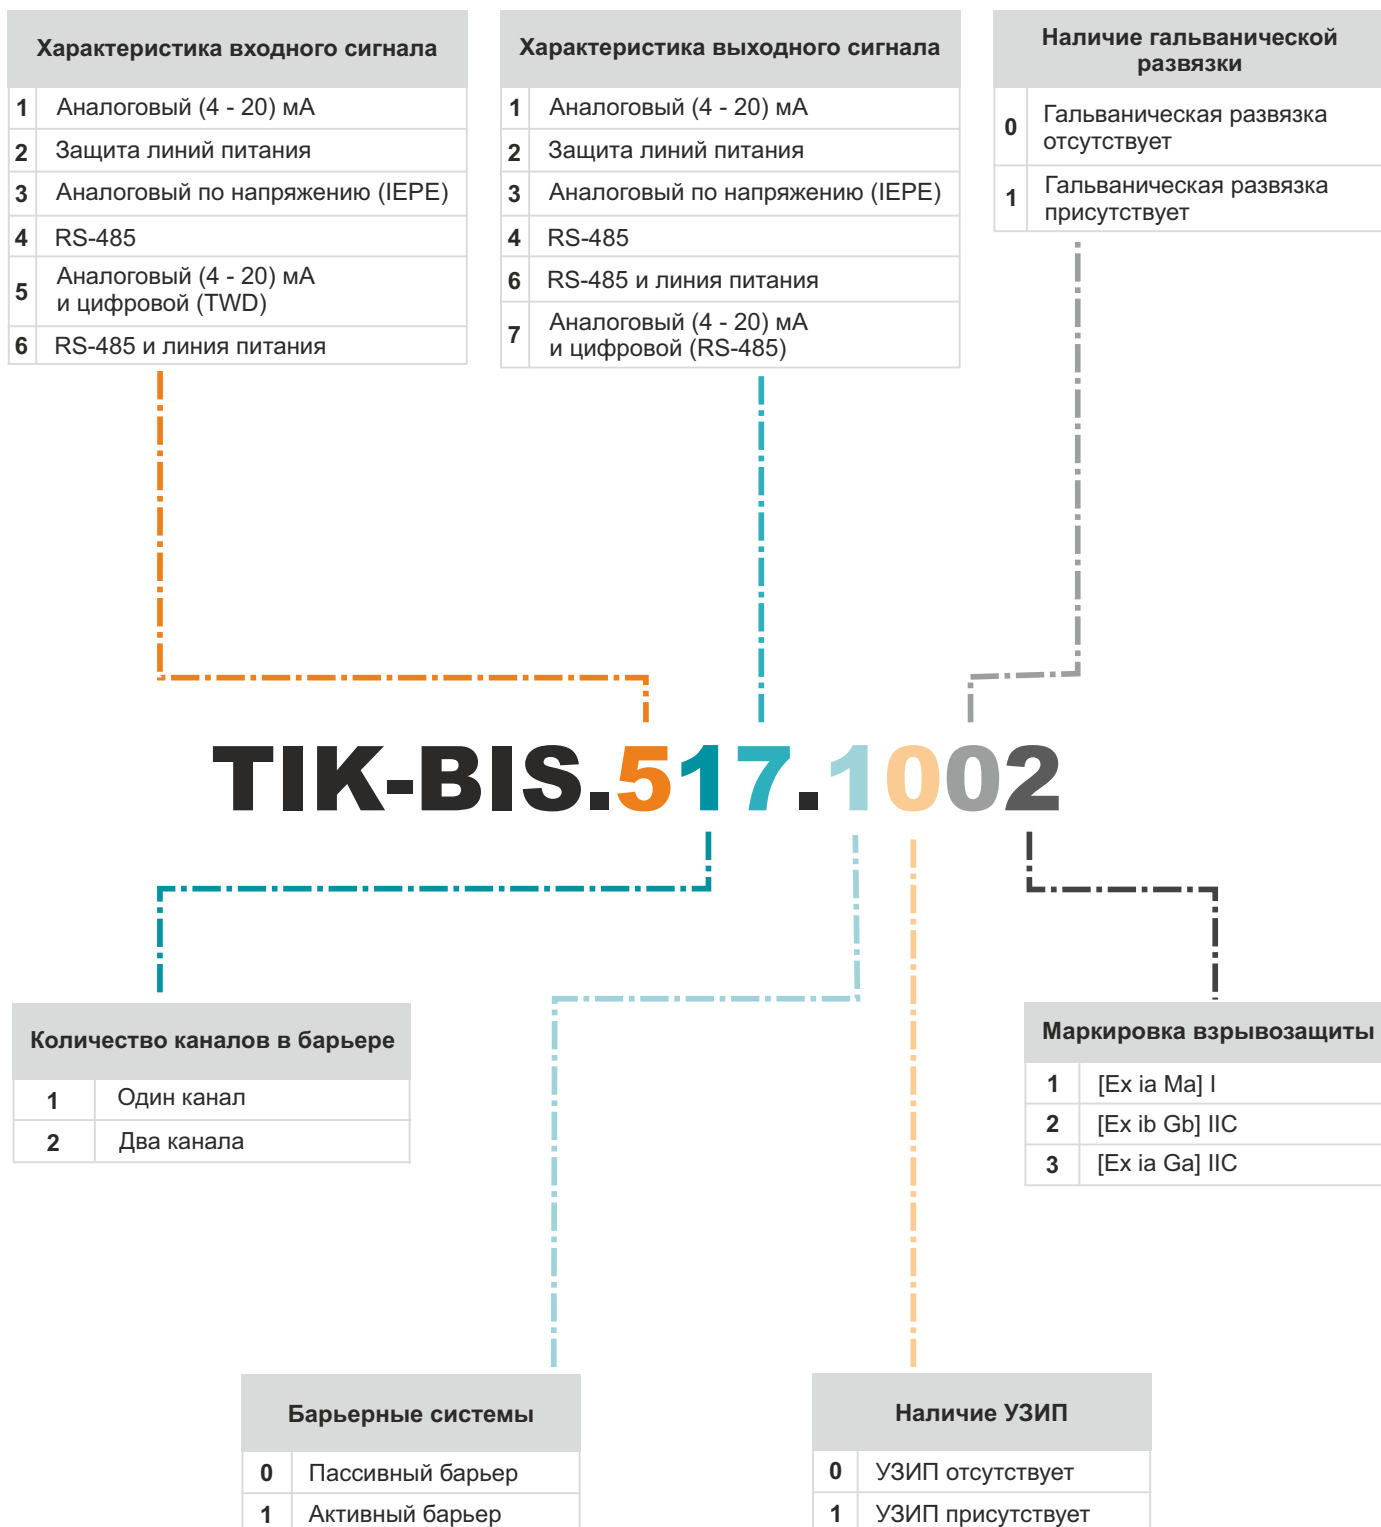 Характеристика входного сигнала
1 Аналоговый (4 - 20) мА
2 Защита линий питания
3 Аналоговый по напряжению (IEPE)
4 RS-485
5 Аналоговый (4 - 20) мА
и цифровой (TWD)
6 RS-485 и линия питания
Характеристика выходного сигнала
1 Аналоговый (4 - 20) мА
2 Защита линий питания
3 Аналоговый по напряжению (IEPE)
4 RS-485
6 RS-485 и линия питания
7 Аналоговый (4 - 20) мА
и цифровой (RS-485)
Наличие гальванической
развязки
0 Гальваническая развязка
отсутствует
1 Гальваническая развязка
присутствует
TIK-BIS.517.1002
Количество каналов в барьере
1 Один канал
2 Два канала
Маркировка взрывозащиты
1 [Ex ia Ma] I
2 [Ex ib Gb] IIC
3 [Ex ia Ga] IIC
Барьерные системы
0 Пассивный барьер
1 Активный барьер
Наличие УЗИП
0 УЗИП отсутствует
1 УЗИП присутствует